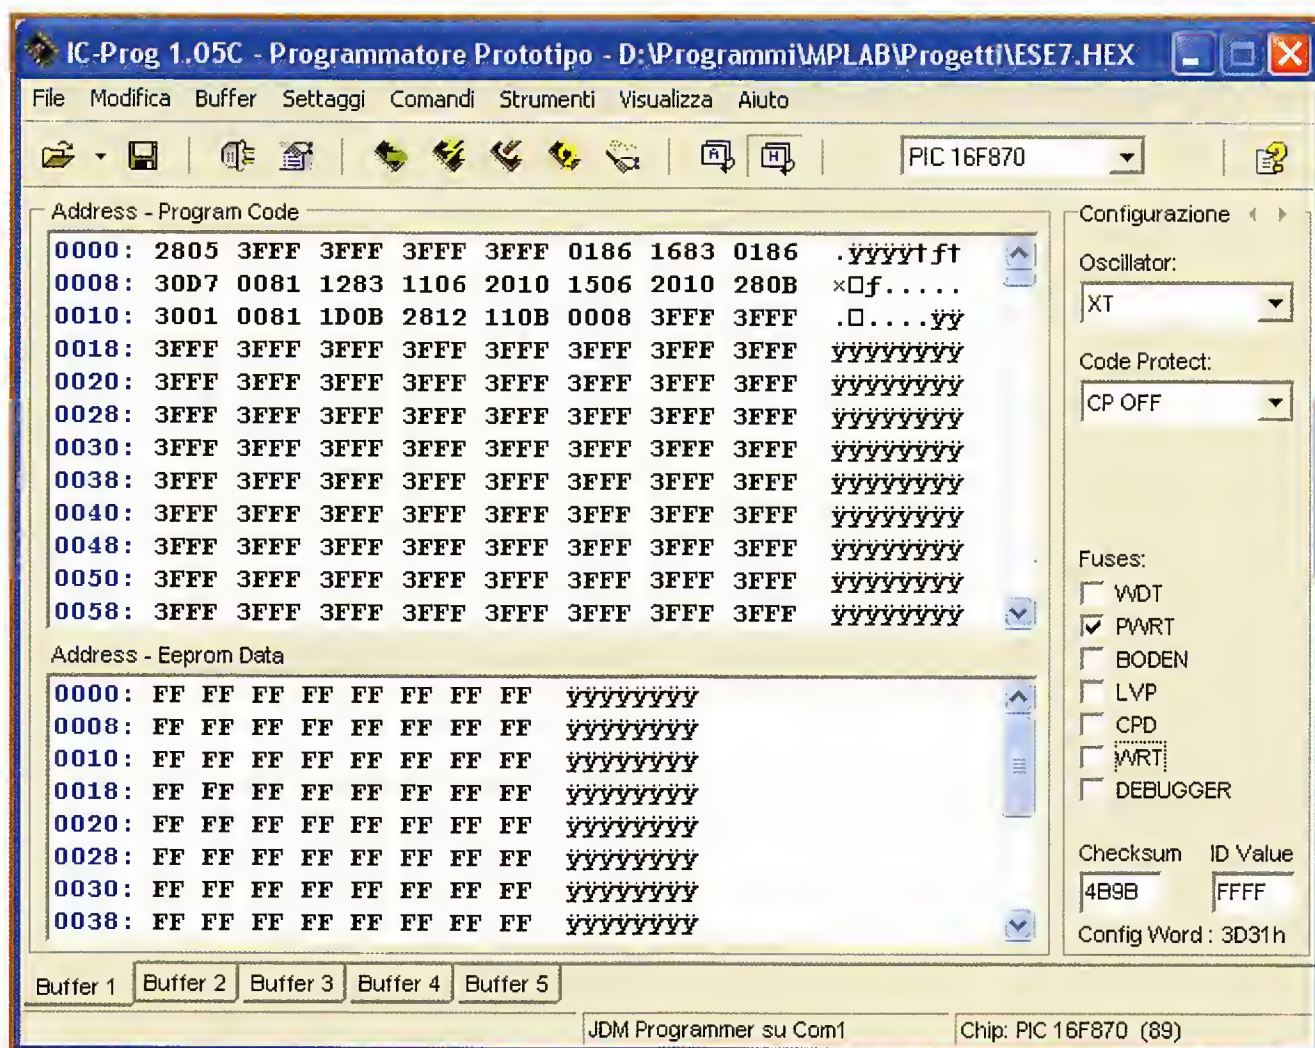 IC-Prog 1.05C - Programmatore Prototipo - D:\Programmi\MPLAB\Progetti\ESE7.HEX
File Modifica Buffer Settaggi Comandi Strumenti Visualizza Aiuto
PIC 16F870
Address - Program Code
0000: 2805 3FFF 3FFF 3FFF 3FFF 0186 1683 0186 .ÿÿÿÿ†ƒ†
0008: 30D7 0081 1283 1106 2010 1506 2010 280B ×□ƒ.....
0010: 3001 0081 1D0B 2812 110B 0008 3FFF 3FFF .□....ÿÿ
0018: 3FFF 3FFF 3FFF 3FFF 3FFF 3FFF 3FFF 3FFF ÿÿÿÿÿÿÿÿ
0020: 3FFF 3FFF 3FFF 3FFF 3FFF 3FFF 3FFF 3FFF ÿÿÿÿÿÿÿÿ
0028: 3FFF 3FFF 3FFF 3FFF 3FFF 3FFF 3FFF 3FFF ÿÿÿÿÿÿÿÿ
0030: 3FFF 3FFF 3FFF 3FFF 3FFF 3FFF 3FFF 3FFF ÿÿÿÿÿÿÿÿ
0038: 3FFF 3FFF 3FFF 3FFF 3FFF 3FFF 3FFF 3FFF ÿÿÿÿÿÿÿÿ
0040: 3FFF 3FFF 3FFF 3FFF 3FFF 3FFF 3FFF 3FFF ÿÿÿÿÿÿÿÿ
0048: 3FFF 3FFF 3FFF 3FFF 3FFF 3FFF 3FFF 3FFF ÿÿÿÿÿÿÿÿ
0050: 3FFF 3FFF 3FFF 3FFF 3FFF 3FFF 3FFF 3FFF ÿÿÿÿÿÿÿÿ
0058: 3FFF 3FFF 3FFF 3FFF 3FFF 3FFF 3FFF 3FFF ÿÿÿÿÿÿÿÿ
Address - Eeprom Data
0000: FF FF FF FF FF FF FF FF ÿÿÿÿÿÿÿÿ
0008: FF FF FF FF FF FF FF FF ÿÿÿÿÿÿÿÿ
0010: FF FF FF FF FF FF FF FF ÿÿÿÿÿÿÿÿ
0018: FF FF FF FF FF FF FF FF ÿÿÿÿÿÿÿÿ
0020: FF FF FF FF FF FF FF FF ÿÿÿÿÿÿÿÿ
0028: FF FF FF FF FF FF FF FF ÿÿÿÿÿÿÿÿ
0030: FF FF FF FF FF FF FF FF ÿÿÿÿÿÿÿÿ
0038: FF FF FF FF FF FF FF FF ÿÿÿÿÿÿÿÿ
Configurazione
Oscillator:
XT
Code Protect:
CP OFF
Fuses:
WDT
PWRT
BODEN
LVP
CPD
WRT
DEBUGGER
Checksum ID Value
4B9B FFFF
Config Word : 3D31h
Buffer 1 Buffer 2 Buffer 3 Buffer 4 Buffer 5
JDM Programmer su Com1 Chip: PIC 16F870 (89)